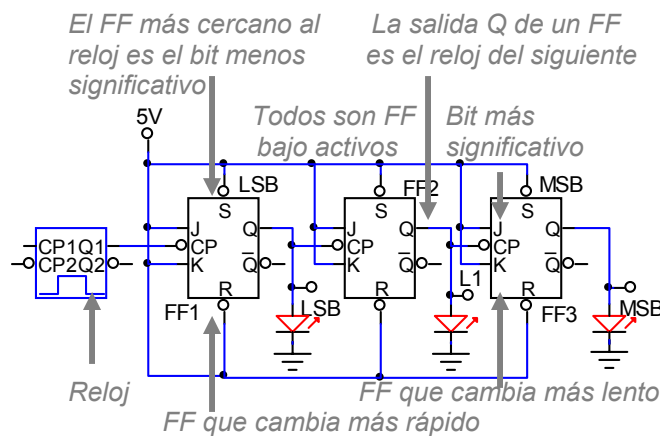 El FF más cercano al
reloj es el bit menos
significativo
La salida Q de un FF
es el reloj del siguiente
5V
Todos son FF
bajo activos
Bit más
significativo
LSB
FF2
MSB
S
S
S
J
Q
J
Q
J
Q
CP1Q1
CP2Q2
CP
CP
CP
K
Q
K
Q
K
Q
R
R
R
L1
FF1
LSB
FF3
MSB
Reloj
FF que cambia más lento
FF que cambia más rápido